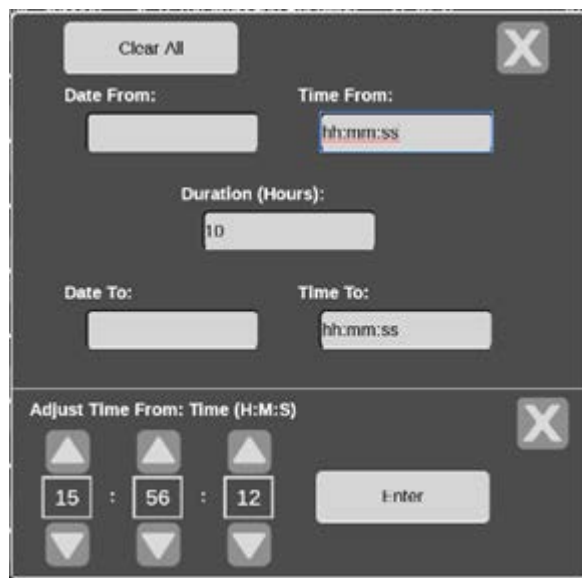 Clear All
X
Date From: Time From:
hh:mm:ss
Duration (Hours):
10
Date To: Time To:
hh:mm:ss
Adjust Time From: Time (H:M:S)
X
15 : 56 : 12
Enter